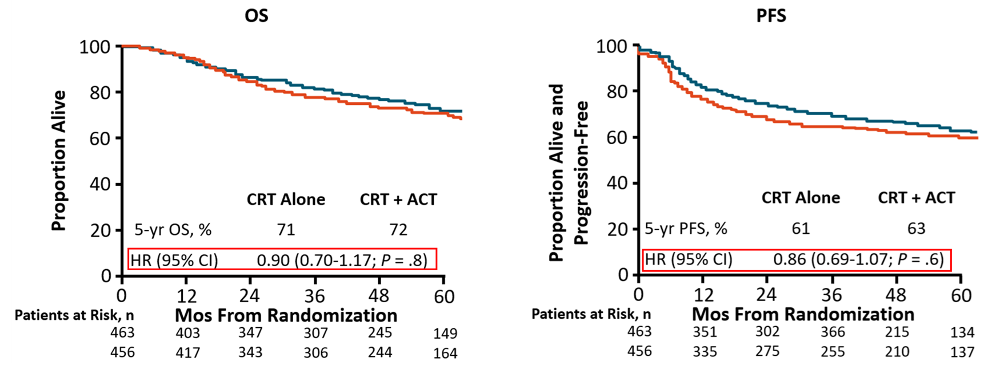 OS
100
80
60
40
20
0
Proportion Alive
CRT Alone CRT + ACT
5-yr OS, % 71 72
HR (95% CI) 0.90 (0.70-1.17; P = .8)
0 12 24 36 48 60
Patients at Risk, n Mos From Randomization
463 403 347 307 245 149
456 417 343 306 244 164
PFS
100
80
60
40
20
0
Proportion Alive and
Progression-Free
CRT Alone CRT + ACT
5-yr PFS, % 61 63
HR (95% CI) 0.86 (0.69-1.07; P = .6)
0 12 24 36 48 60
Patients at Risk, n Mos From Randomization
463 351 302 366 215 134
456 335 275 255 210 137